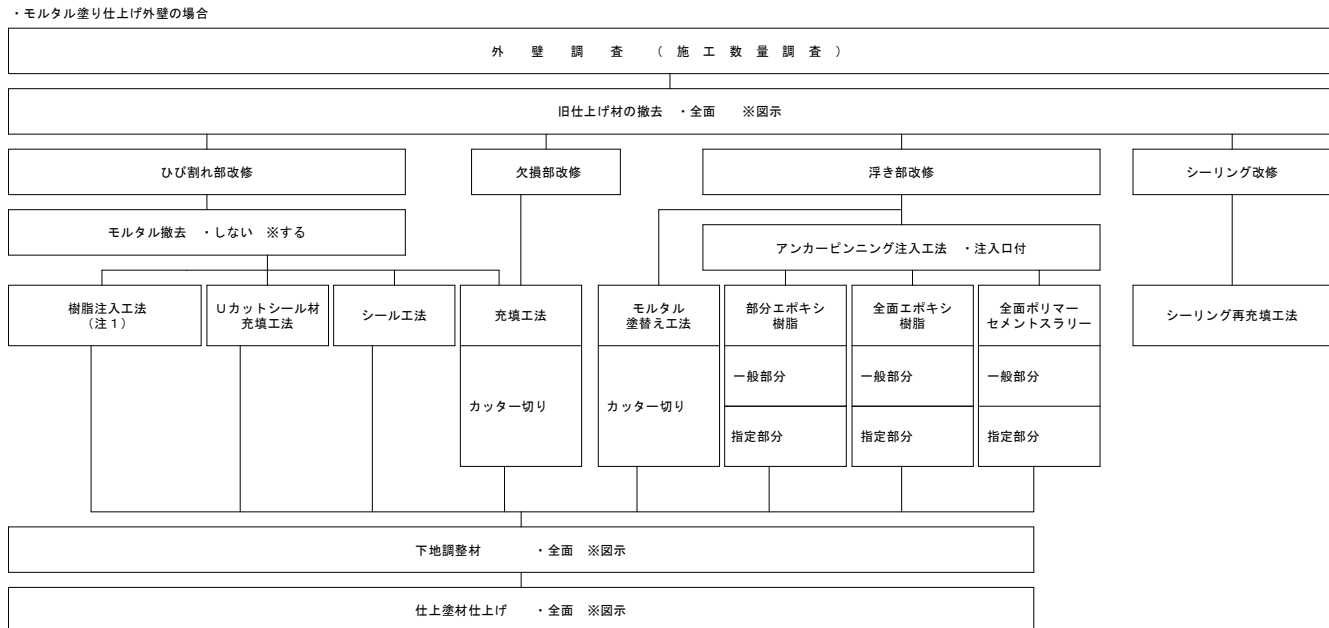 ・モルタル塗り仕上げ外壁の場合
外　壁　調　査　（ 施 工 数 量 調 査 ）
旧仕上げ材の撤去　・全面　　※図示
ひび割れ部改修
欠損部改修
浮き部改修
シーリング改修
モルタル撤去　・しない　※する
アンカーピンニング注入工法　・注入口付
樹脂注入工法
（注１）
Ｕカットシール材
充填工法
シール工法
充填工法
モルタル
塗替え工法
部分エポキシ
樹脂
全面エポキシ
樹脂
全面ポリマー
セメントスラリー
シーリング再充填工法
カッター切り
カッター切り
一般部分
一般部分
一般部分
指定部分
指定部分
指定部分
下地調整材　　　・全面　※図示
仕上塗材仕上げ　　・全面　※図示